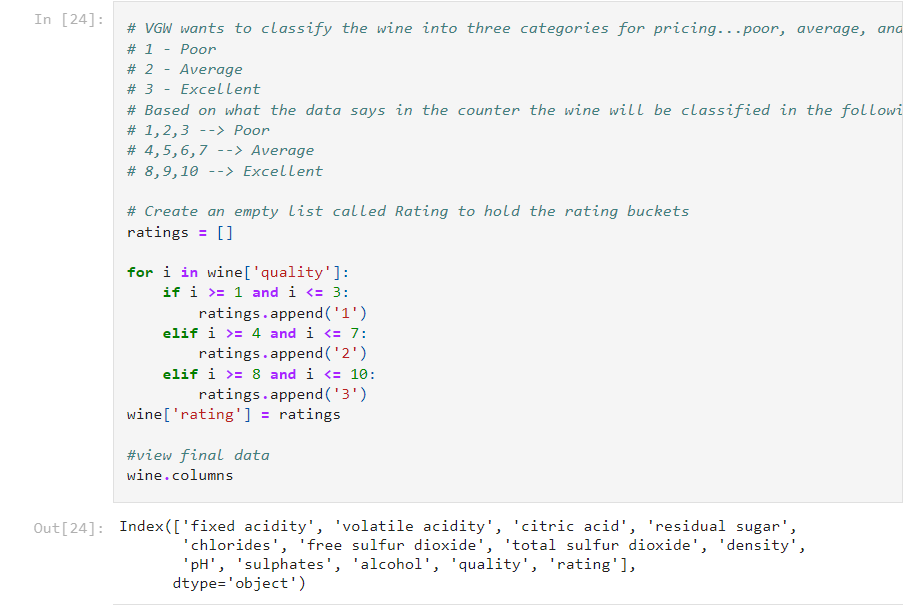 In [24]:
# VGW wants to classify the wine into three categories for pricing...poor, average, and
# 1 - Poor
# 2 - Average
# 3 - Excellent
# Based on what the data says in the counter the wine will be classified in the followi
# 1,2,3 --> Poor
# 4,5,6,7 --> Average
# 8,9,10 --> Excellent
# Create an empty list called Rating to hold the rating buckets
ratings = []
for i in wine['quality']:
    if i >= 1 and i <= 3:
        ratings.append('1')
    elif i >= 4 and i <= 7:
        ratings.append('2')
    elif i >= 8 and i <= 10:
        ratings.append('3')
wine['rating'] = ratings
#view final data
wine.columns
Out[24]: Index(['fixed acidity', 'volatile acidity', 'citric acid', 'residual sugar',
       'chlorides', 'free sulfur dioxide', 'total sulfur dioxide', 'density',
       'pH', 'sulphates', 'alcohol', 'quality', 'rating'],
      dtype='object')